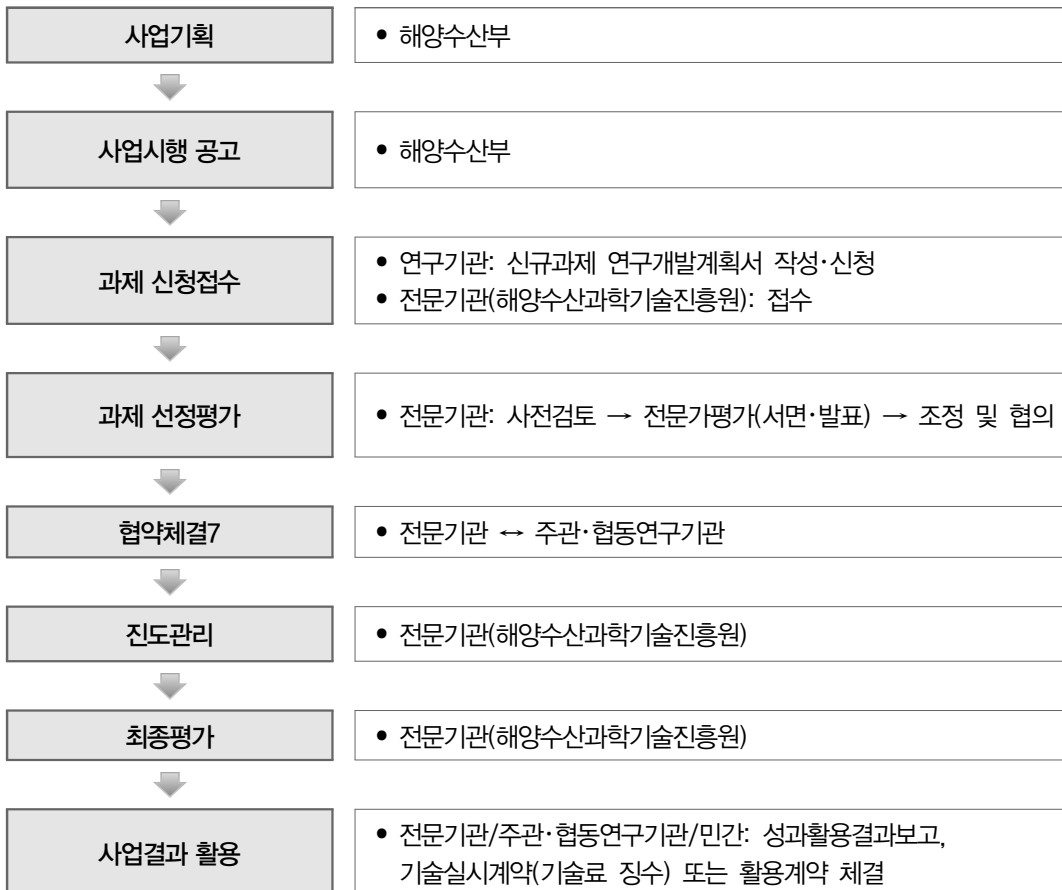 사업기획
• 해양수산부
사업시행 공고
• 해양수산부
과제 신청접수
• 연구기관: 신규과제 연구개발계획서 작성·신청
• 전문기관(해양수산과학기술진흥원): 접수
과제 선정평가
• 전문기관: 사전검토 → 전문가평가(서면·발표) → 조정 및 협의
협약체결7
• 전문기관 ↔ 주관·협동연구기관
진도관리
• 전문기관(해양수산과학기술진흥원)
최종평가
• 전문기관(해양수산과학기술진흥원)
사업결과 활용
• 전문기관/주관·협동연구기관/민간: 성과활용결과보고,
기술실시계약(기술료 징수) 또는 활용계약 체결